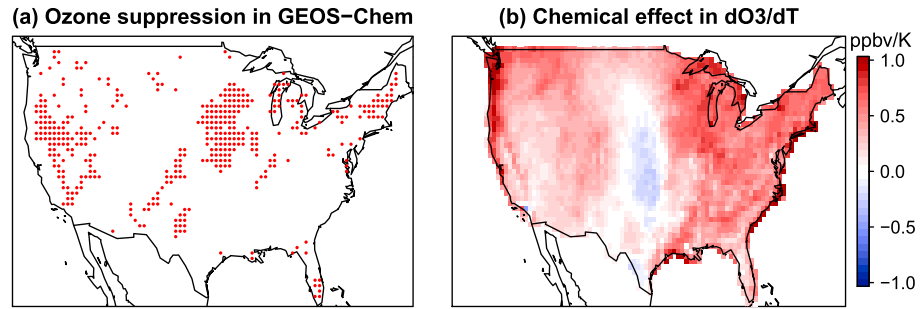 (a) Ozone suppression in GEOS−Chem
(b) Chemical effect in dO3/dT
ppbv/K
1.0
0.5
0.0
−0.5
−1.0